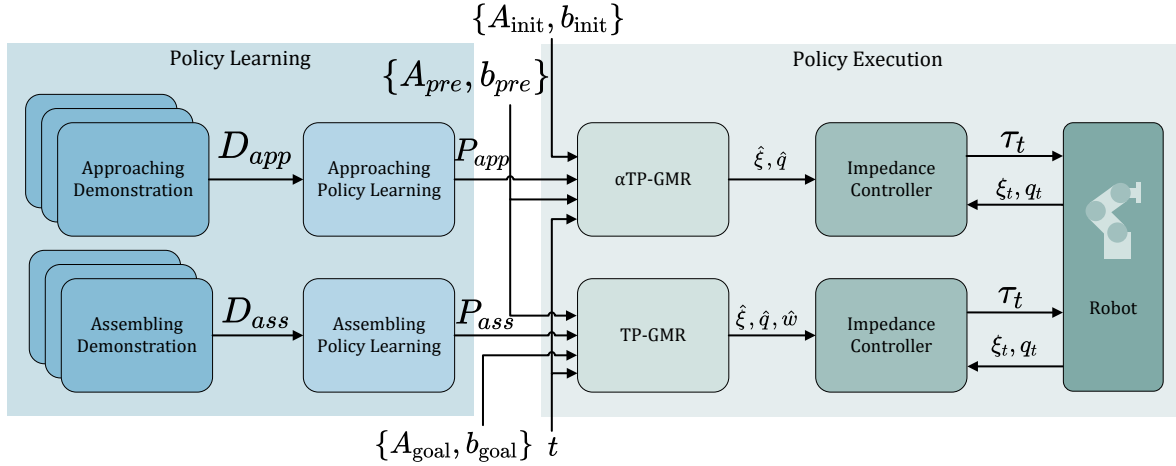 {A_init, b_init}
Policy Learning
Policy Execution
{A_pre, b_pre}
Approaching
Demonstration
D_app
Approaching
Policy Learning
P_app
αTP-GMR
ξ̂, q̂
Impedance
Controller
τ_t
ξ_t, q_t
Assembling
Demonstration
D_ass
Assembling
Policy Learning
P_ass
TP-GMR
ξ̂, q̂, ŵ
Impedance
Controller
τ_t
ξ_t, q_t
Robot
{A_goal, b_goal}
t